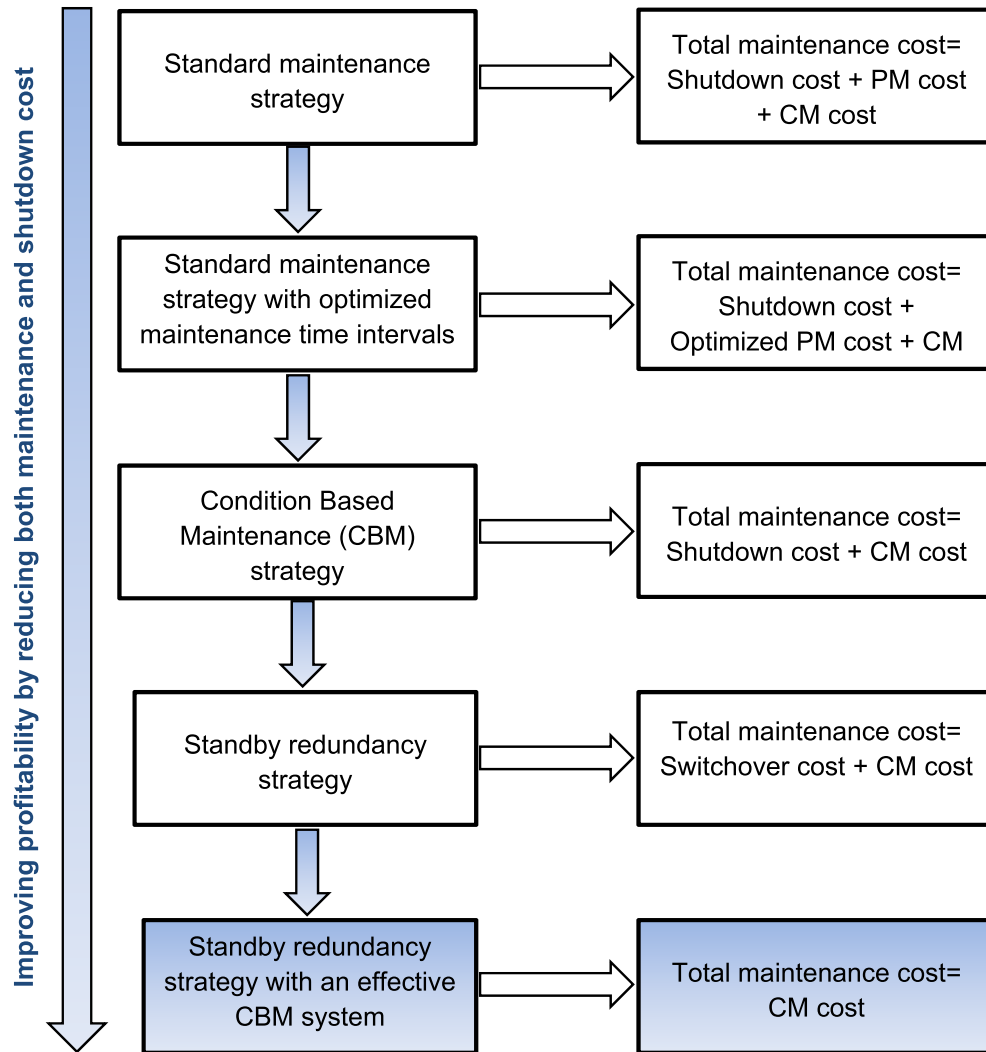 Improving profitability by reducing both maintenance and shutdown cost
Standard maintenance
strategy
Total maintenance cost=
Shutdown cost + PM cost
+ CM cost
Standard maintenance
strategy with optimized
maintenance time intervals
Total maintenance cost=
Shutdown cost +
Optimized PM cost + CM
Condition Based
Maintenance (CBM)
strategy
Total maintenance cost=
Shutdown cost + CM cost
Standby redundancy
strategy
Total maintenance cost=
Switchover cost + CM cost
Standby redundancy
strategy with an effective
CBM system
Total maintenance cost=
CM cost